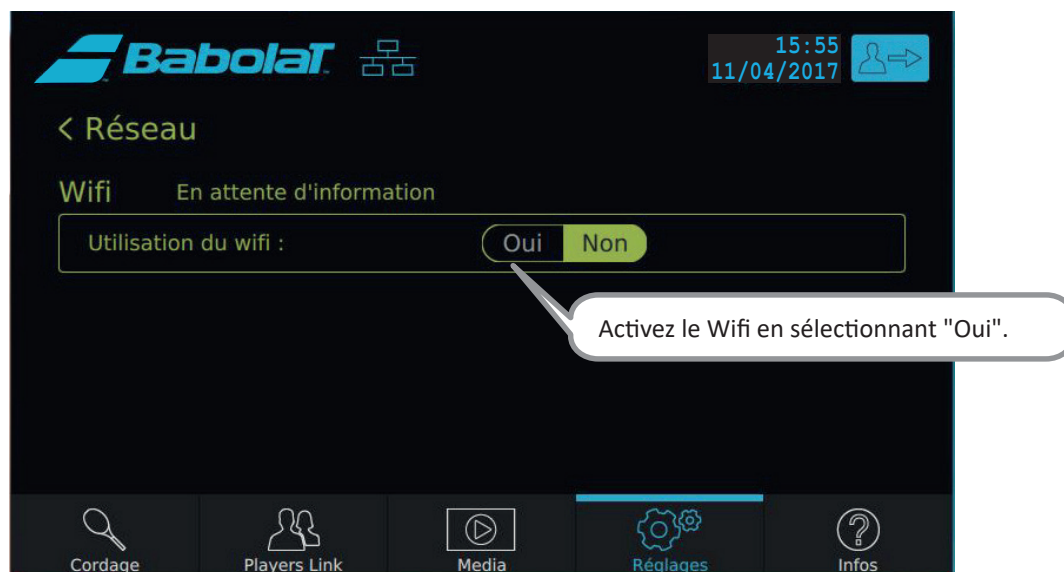 Babolat
15:55
11/04/2017
< Réseau
Wifi En attente d'information
Utilisation du wifi : Oui Non
Activez le Wifi en sélectionnant "Oui".
Cordage Players Link Media Réglages Infos